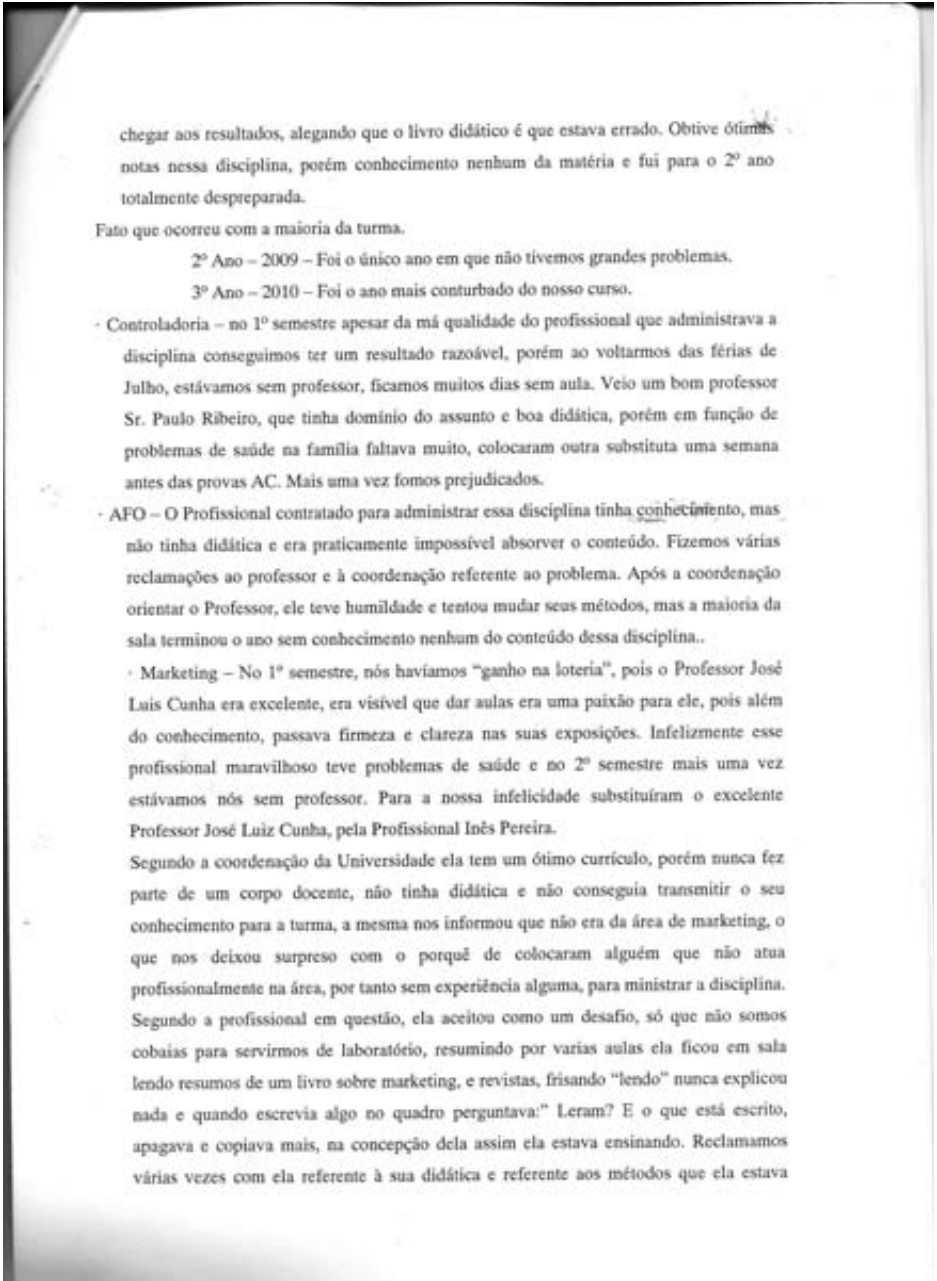 chegar aos resultados, alegando que o livro didático é que estava errado. Obtive ótimas
notas nessa disciplina, porém conhecimento nenhum da matéria e fui para o 2º ano
totalmente despreparada.
Fato que ocorreu com a maioria da turma.
2º Ano – 2009 – Foi o único ano em que não tivemos grandes problemas.
3º Ano – 2010 – Foi o ano mais conturbado do nosso curso.
· Controladoria – no 1º semestre apesar da má qualidade do profissional que administrava a
disciplina conseguimos ter um resultado razoável, porém ao voltarmos das férias de
Julho, estávamos sem professor, ficamos muitos dias sem aula. Veio um bom professor
Sr. Paulo Ribeiro, que tinha domínio do assunto e boa didática, porém em função de
problemas de saúde na família faltava muito, colocaram outra substituta uma semana
antes das provas AC. Mais uma vez fomos prejudicados.
· AFO – O Profissional contratado para administrar essa disciplina tinha conhecimento, mas
não tinha didática e era praticamente impossível absorver o conteúdo. Fizemos várias
reclamações ao professor e à coordenação referente ao problema. Após a coordenação
orientar o Professor, ele teve humildade e tentou mudar seus métodos, mas a maioria da
sala terminou o ano sem conhecimento nenhum do conteúdo dessa disciplina..
· Marketing – No 1º semestre, nós havíamos "ganho na loteria", pois o Professor José
Luis Cunha era excelente, era visível que dar aulas era uma paixão para ele, pois além
do conhecimento, passava firmeza e clareza nas suas exposições. Infelizmente esse
profissional maravilhoso teve problemas de saúde e no 2º semestre mais uma vez
estávamos nós sem professor. Para a nossa infelicidade substituíram o excelente
Professor José Luiz Cunha, pela Profissional Inês Pereira.
Segundo a coordenação da Universidade ela tem um ótimo currículo, porém nunca fez
parte de um corpo docente, não tinha didática e não conseguia transmitir o seu
conhecimento para a turma, a mesma nos informou que não era da área de marketing, o
que nos deixou surpreso com o porquê de colocaram alguém que não atua
profissionalmente na área, por tanto sem experiência alguma, para ministrar a disciplina.
Segundo a profissional em questão, ela aceitou como um desafio, só que não somos
cobaias para servirmos de laboratório, resumindo por varias aulas ela ficou em sala
lendo resumos de um livro sobre marketing, e revistas, frisando "lendo" nunca explicou
nada e quando escrevia algo no quadro perguntava:" Leram? E o que está escrito,
apagava e copiava mais, na concepção dela assim ela estava ensinando. Reclamamos
várias vezes com ela referente à sua didática e referente aos métodos que ela estava